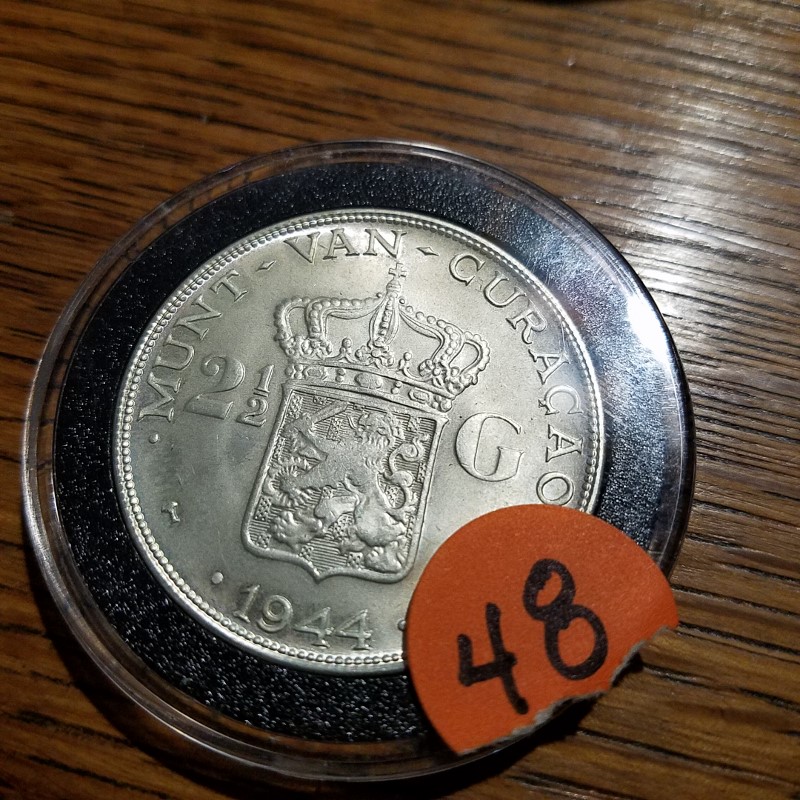 MUNT - VAN - CURAÇAO
2½ G
1944
48